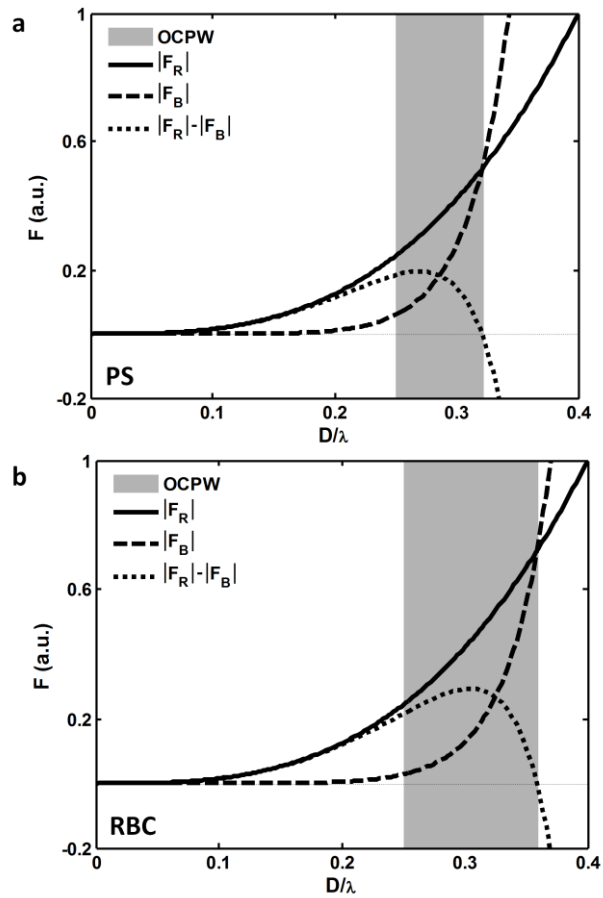 a
OCPW
|F_R|
|F_B|
|F_R|-|F_B|
1
0.6
0.2
-0.2
F (a.u.)
PS
0 0.1 0.2 0.3 0.4
D/λ
b
OCPW
|F_R|
|F_B|
|F_R|-|F_B|
1
0.6
0.2
-0.2
F (a.u.)
RBC
0 0.1 0.2 0.3 0.4
D/λ